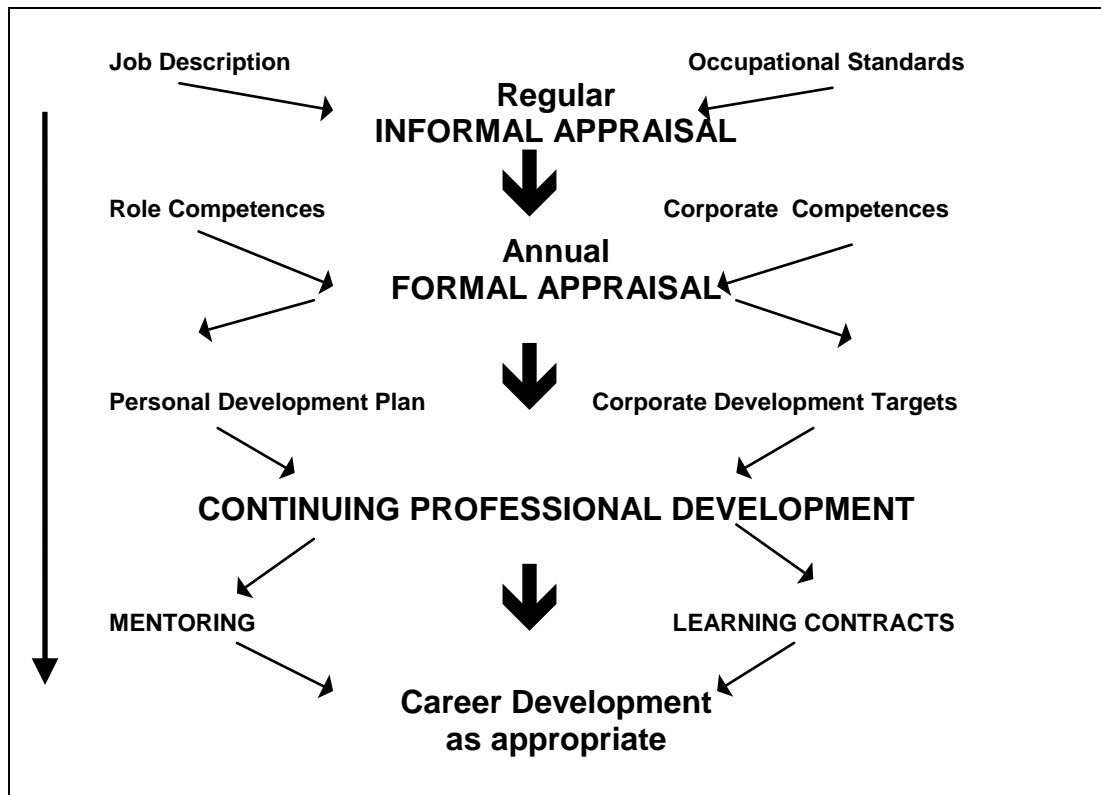 Job Description
Occupational Standards
Regular
INFORMAL APPRAISAL
Role Competences
Corporate Competences
Annual
FORMAL APPRAISAL
Personal Development Plan
Corporate Development Targets
CONTINUING PROFESSIONAL DEVELOPMENT
MENTORING
LEARNING CONTRACTS
Career Development
as appropriate